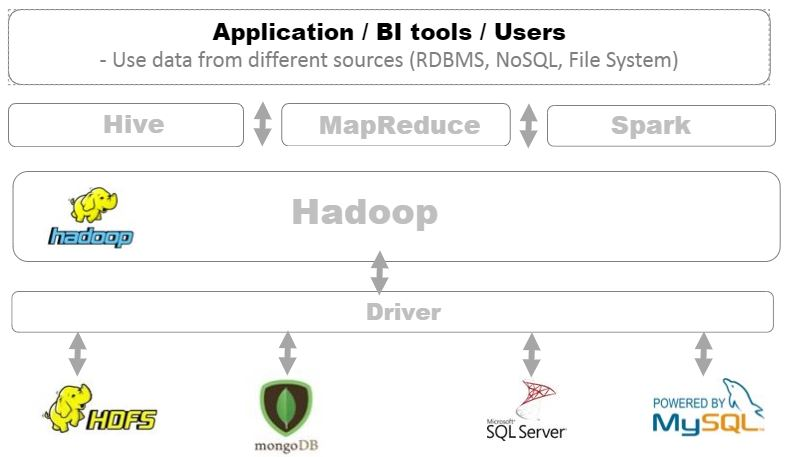 Application / BI tools / Users
- Use data from different sources (RDBMS, NoSQL, File System)
Hive
MapReduce
Spark
Hadoop
hadoop
Driver
HDFS
mongoDB
Microsoft
SQL Server
POWERED BY
MySQL